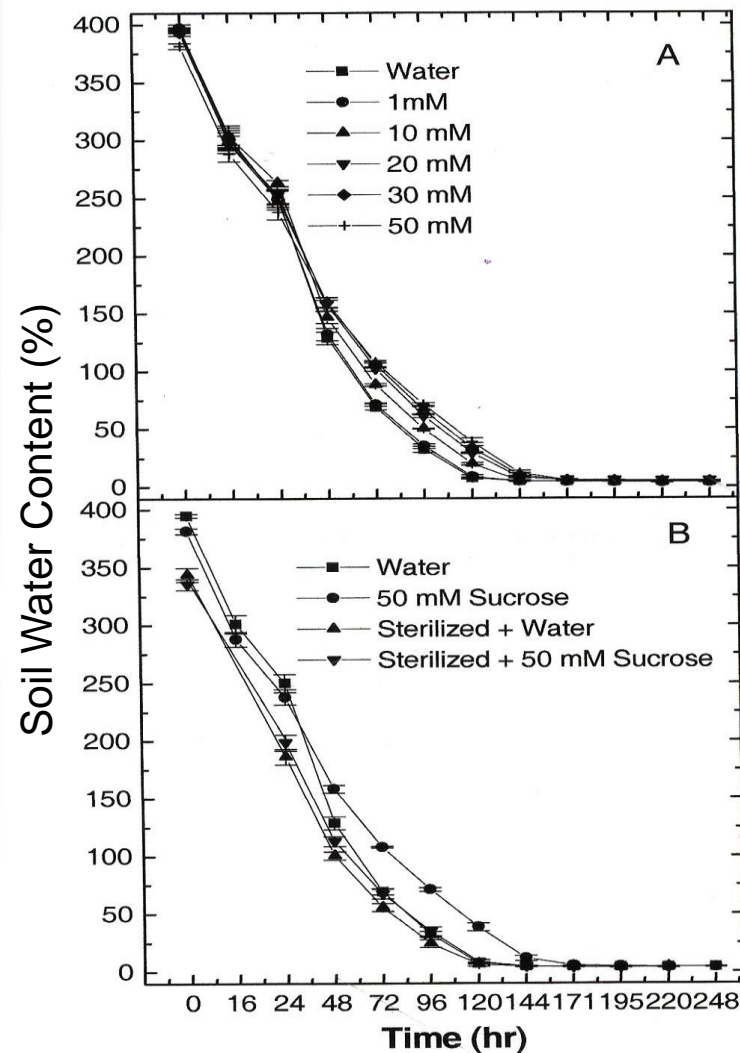 Soil Water Content (%)
A
Water
1mM
10 mM
20 mM
30 mM
50 mM
400
350
300
250
200
150
100
50
0
B
Water
50 mM Sucrose
Sterilized + Water
Sterilized + 50 mM Sucrose
400
350
300
250
200
150
100
50
0
0 16 24 48 72 96 120 144 171 195 220 248
Time (hr)